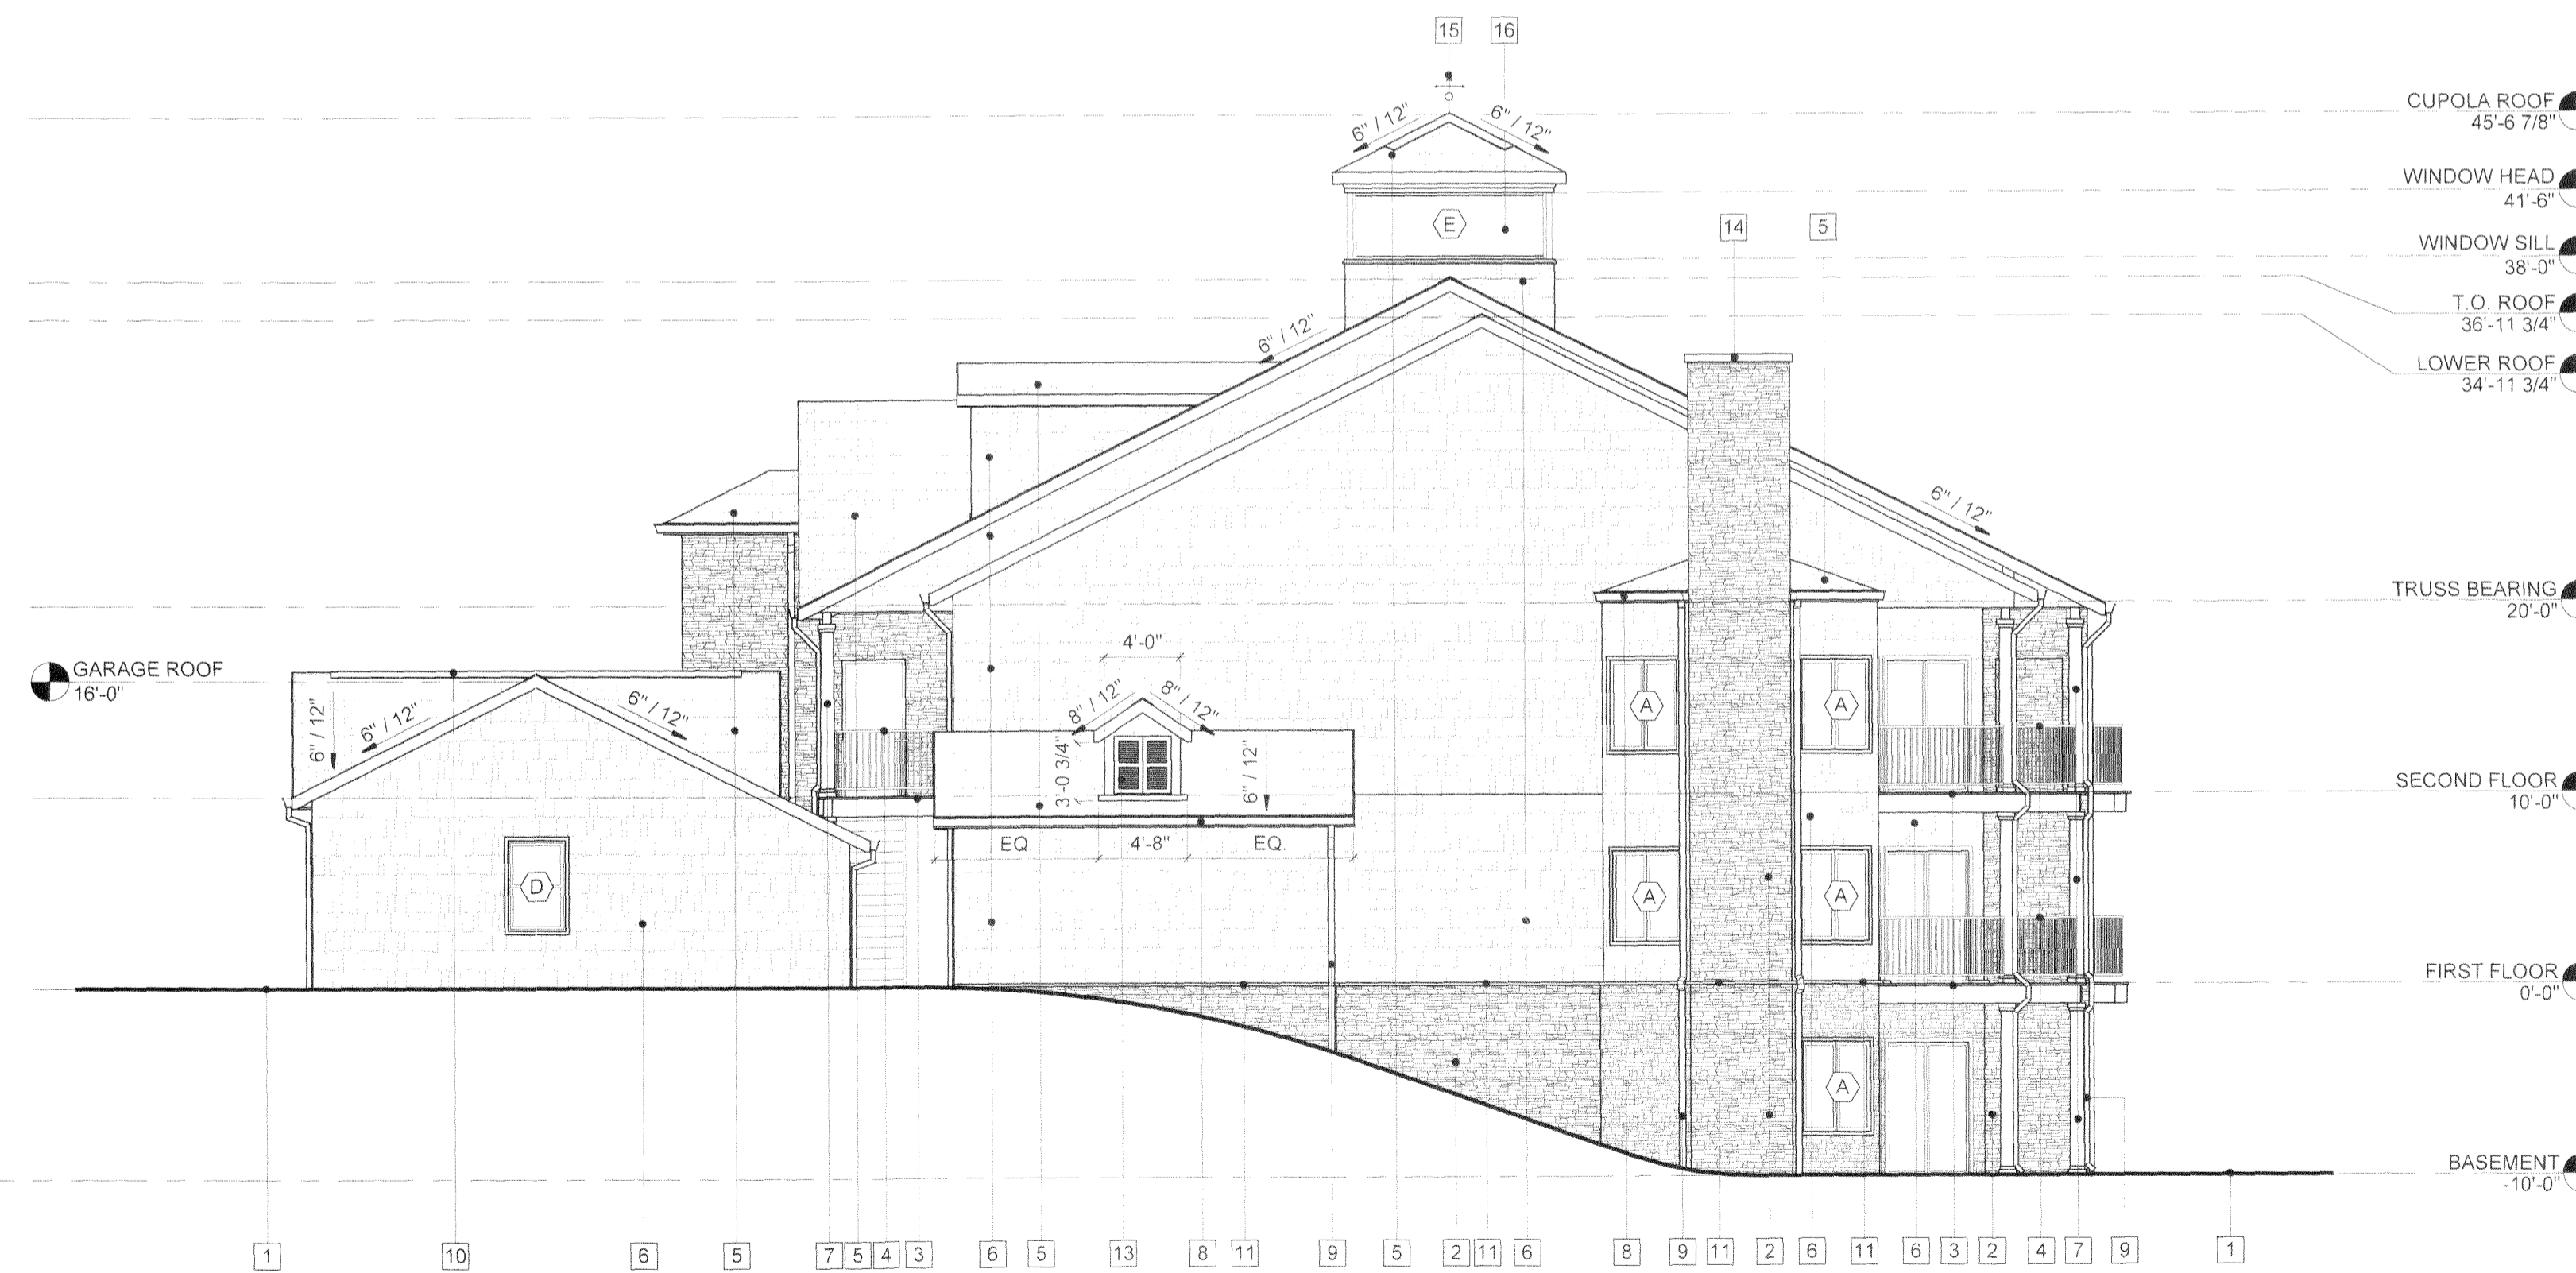 15 16
CUPOLA ROOF
45'-6 7/8"
6" / 12" 6" / 12"
WINDOW HEAD
41'-6"
E
14 5
WINDOW SILL
38'-0"
T.O. ROOF
36'-11 3/4"
6" / 12"
LOWER ROOF
34'-11 3/4"
6" / 12"
TRUSS BEARING
20'-0"
GARAGE ROOF
16'-0"
4'-0"
6" / 12"
6" / 12"
6" / 12"
8" / 12"
8" / 12"
3'-0 3/4"
6" / 12"
A A
SECOND FLOOR
10'-0"
EQ. 4'-8" EQ.
D
A A
FIRST FLOOR
0'-0"
A
BASEMENT
-10'-0"
1 10 6 5 7 5 4 3 6 5 13 8 11 9 5 2 11 6 8 9 11 2 6 11 6 3 2 4 7 9 1